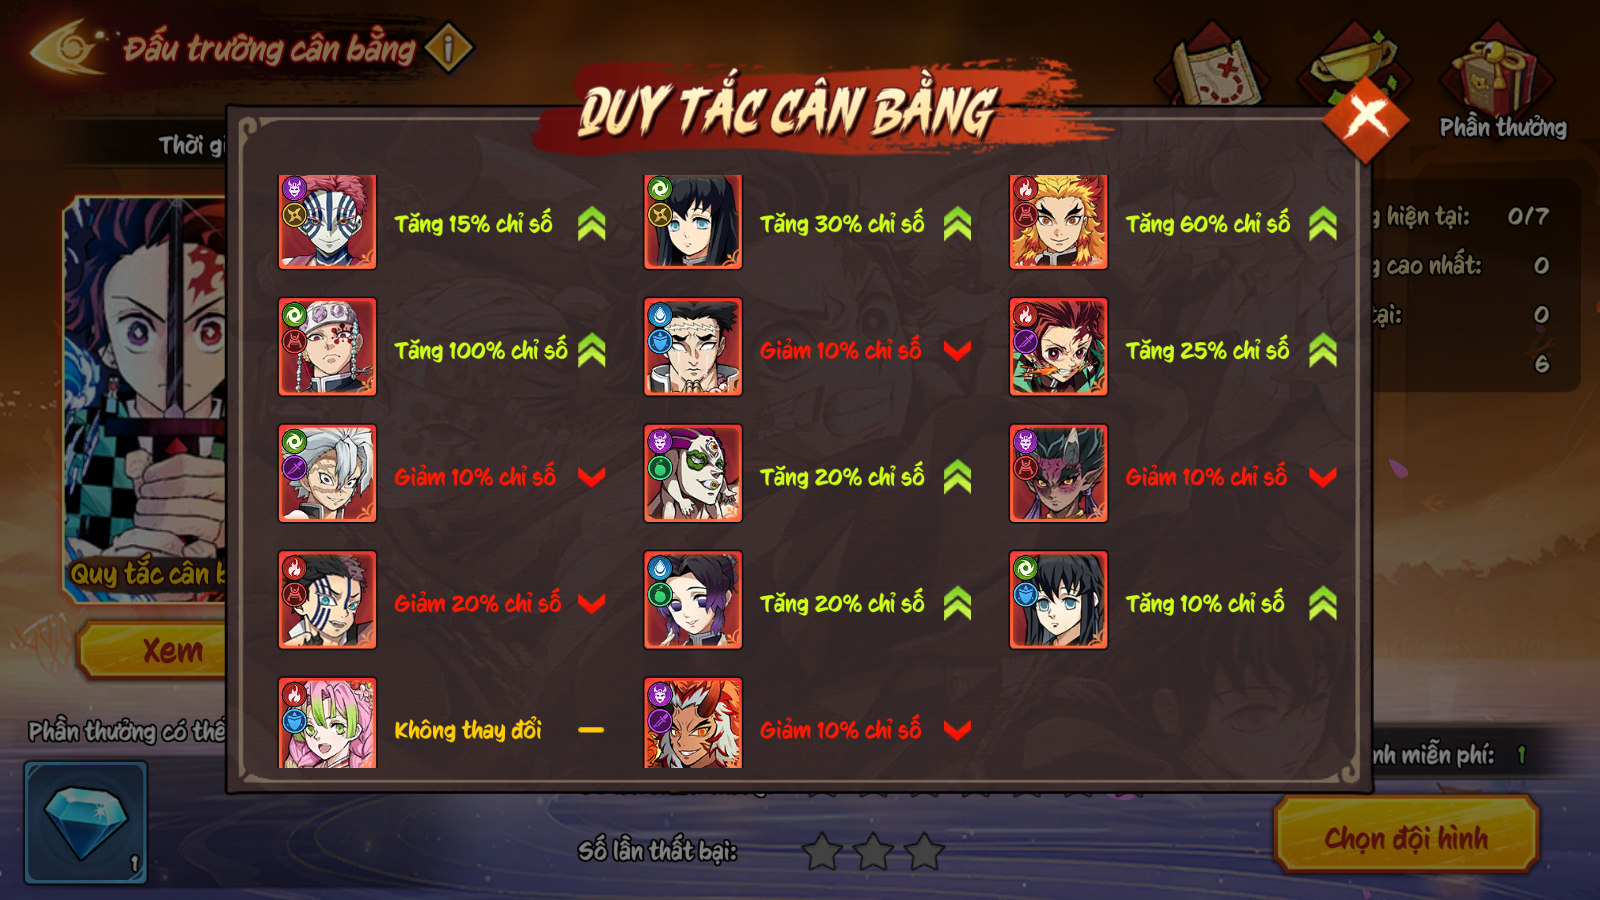 Đấu trường cân bằng
QUY TẮC CÂN BẰNG
Phần thưởng
Thời
Tăng 15% chỉ số
Tăng 30% chỉ số
Tăng 60% chỉ số
hiện tại: 0/7
cao nhất: 0
Tăng 100% chỉ số
Giảm 10% chỉ số
Tăng 25% chỉ số
tại: 0
6
Giảm 10% chỉ số
Tăng 20% chỉ số
Giảm 10% chỉ số
Quy tắc cân
Giảm 20% chỉ số
Tăng 20% chỉ số
Tăng 10% chỉ số
Xem
Không thay đổi
Giảm 10% chỉ số
Phần thưởng có thể
miễn phí: 1
1
Số lần thất bại:
Chọn đội hình